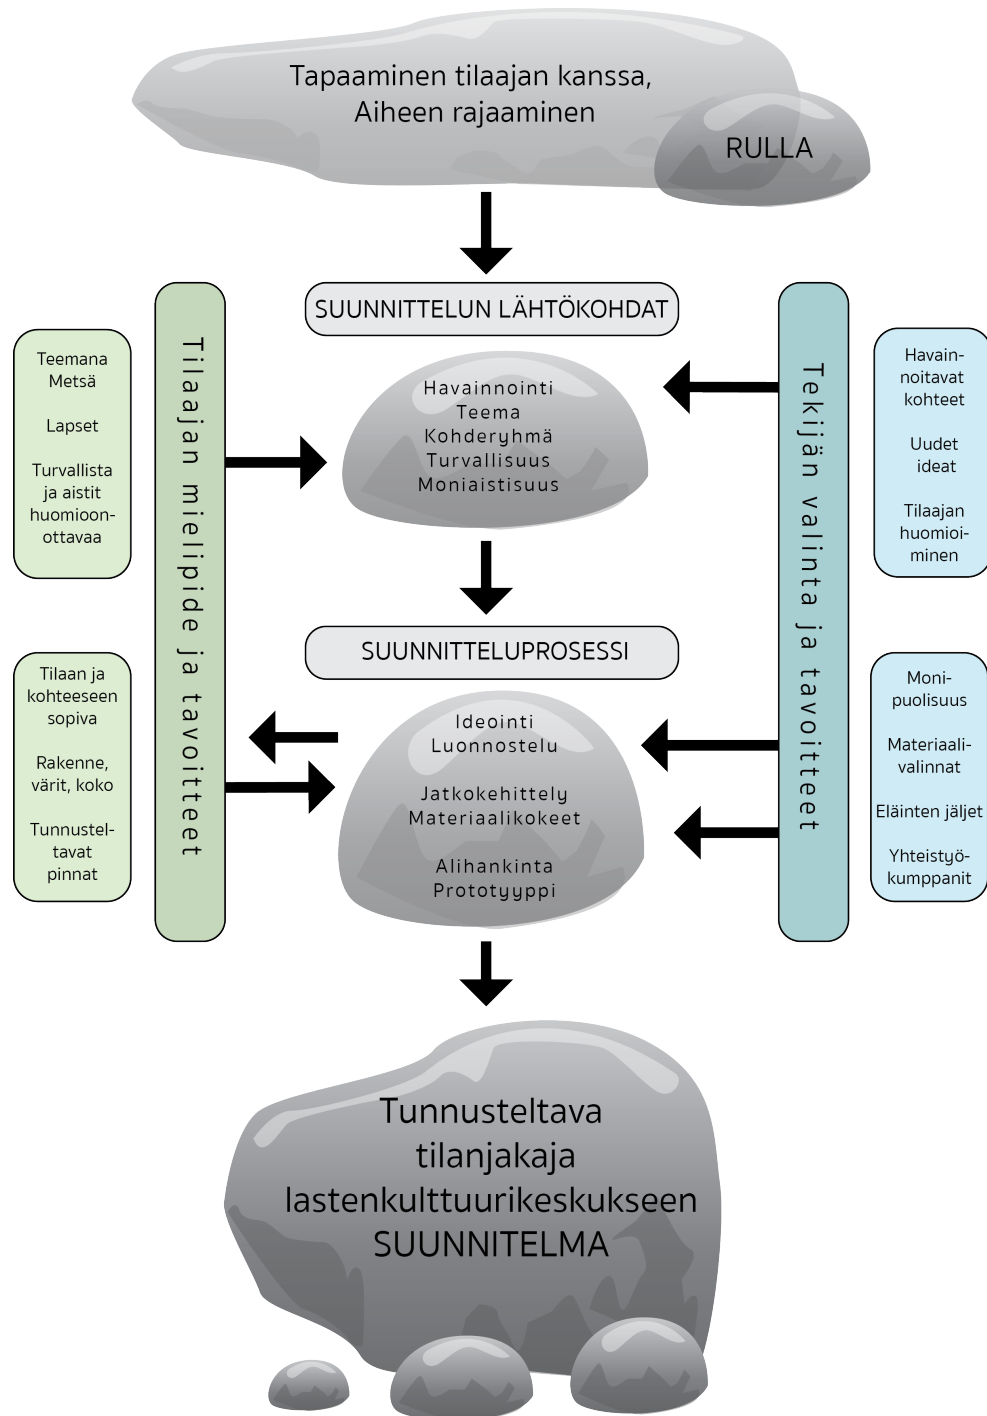 Tapaaminen tilaajan kanssa,
Aiheen rajaaminen
RULLA
SUUNNITTELUN LÄHTÖKOHDAT
Teemana
Metsä
Lapset
Turvallista
ja aistit
huomioon-
ottavaa
Tilaajan mielipide ja tavoitteet
Havainnointi
Teema
Kohderyhmä
Turvallisuus
Moniaistisuus
Tekijän valinta ja tavoitteet
Havain-
noitavat
kohteet
Uudet
ideat
Tilaajan
huomioi-
minen
SUUNNITTELUPROSESSI
Tilaan ja
kohteeseen
sopiva
Rakenne,
värit, koko
Tunnustel-
tavat
pinnat
Ideointi
Luonnostelu
Jatkokehittely
Materiaalikokeet
Alihankinta
Prototyyppi
Moni-
puolisuus
Materiaali-
valinnat
Eläinten jäljet
Yhteistyö-
kumppanit
Tunnusteltava
tilanjakaja
lastenkulttuurikeskukseen
SUUNNITELMA